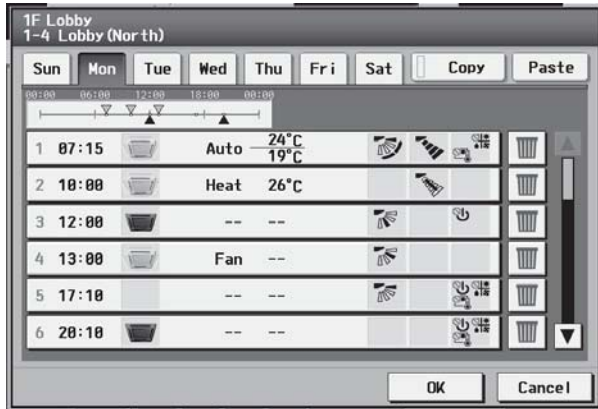 1F Lobby
1-4 Lobby(North)
Sun Mon Tue Wed Thu Fri Sat Copy Paste
00:00 06:00 12:00 18:00 00:00
1 07:15 Auto 24°C
19°C
2 10:00 Heat 26°C
3 12:00 -- --
4 13:00 Fan --
5 17:10 -- --
6 20:10 -- --
OK Cancel